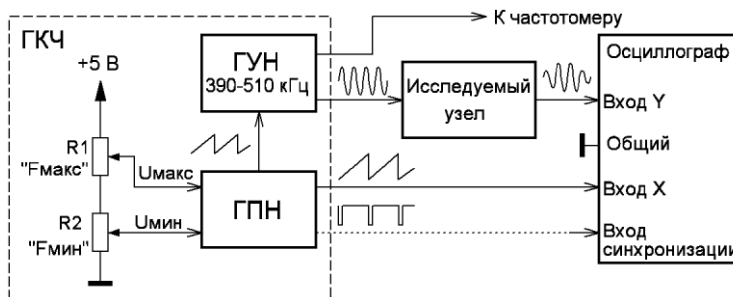 ГКЧ
+5 В
R1
"Fмакс"
R2
"Fмин"
Uмакс
Uмин
ГУН
390-510 кГц
ГПН
К частотомеру
Исследуемый
узел
Осциллограф
Вход Y
Общий
Вход X
Вход
синхронизации